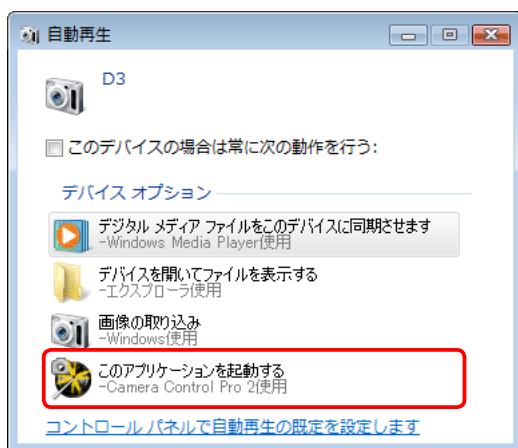 自動再生
D3
このデバイスの場合は常に次の動作を行う:
デバイス オプション
デジタル メディア ファイルをこのデバイスに同期させます
-Windows Media Player使用
デバイスを開いてファイルを表示する
-エクスプローラ使用
画像の取り込み
-Windows使用
このアプリケーションを起動する
-Camera Control Pro 2使用
コントロール パネルで自動再生の既定を設定します